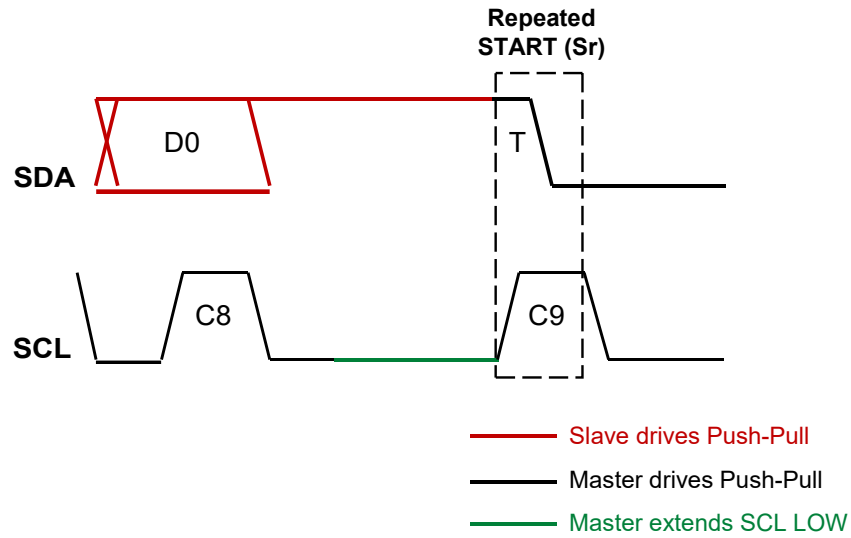 Repeated
START (Sr)
D0
T
SDA
C8
C9
SCL
Slave drives Push-Pull
Master drives Push-Pull
Master extends SCL LOW